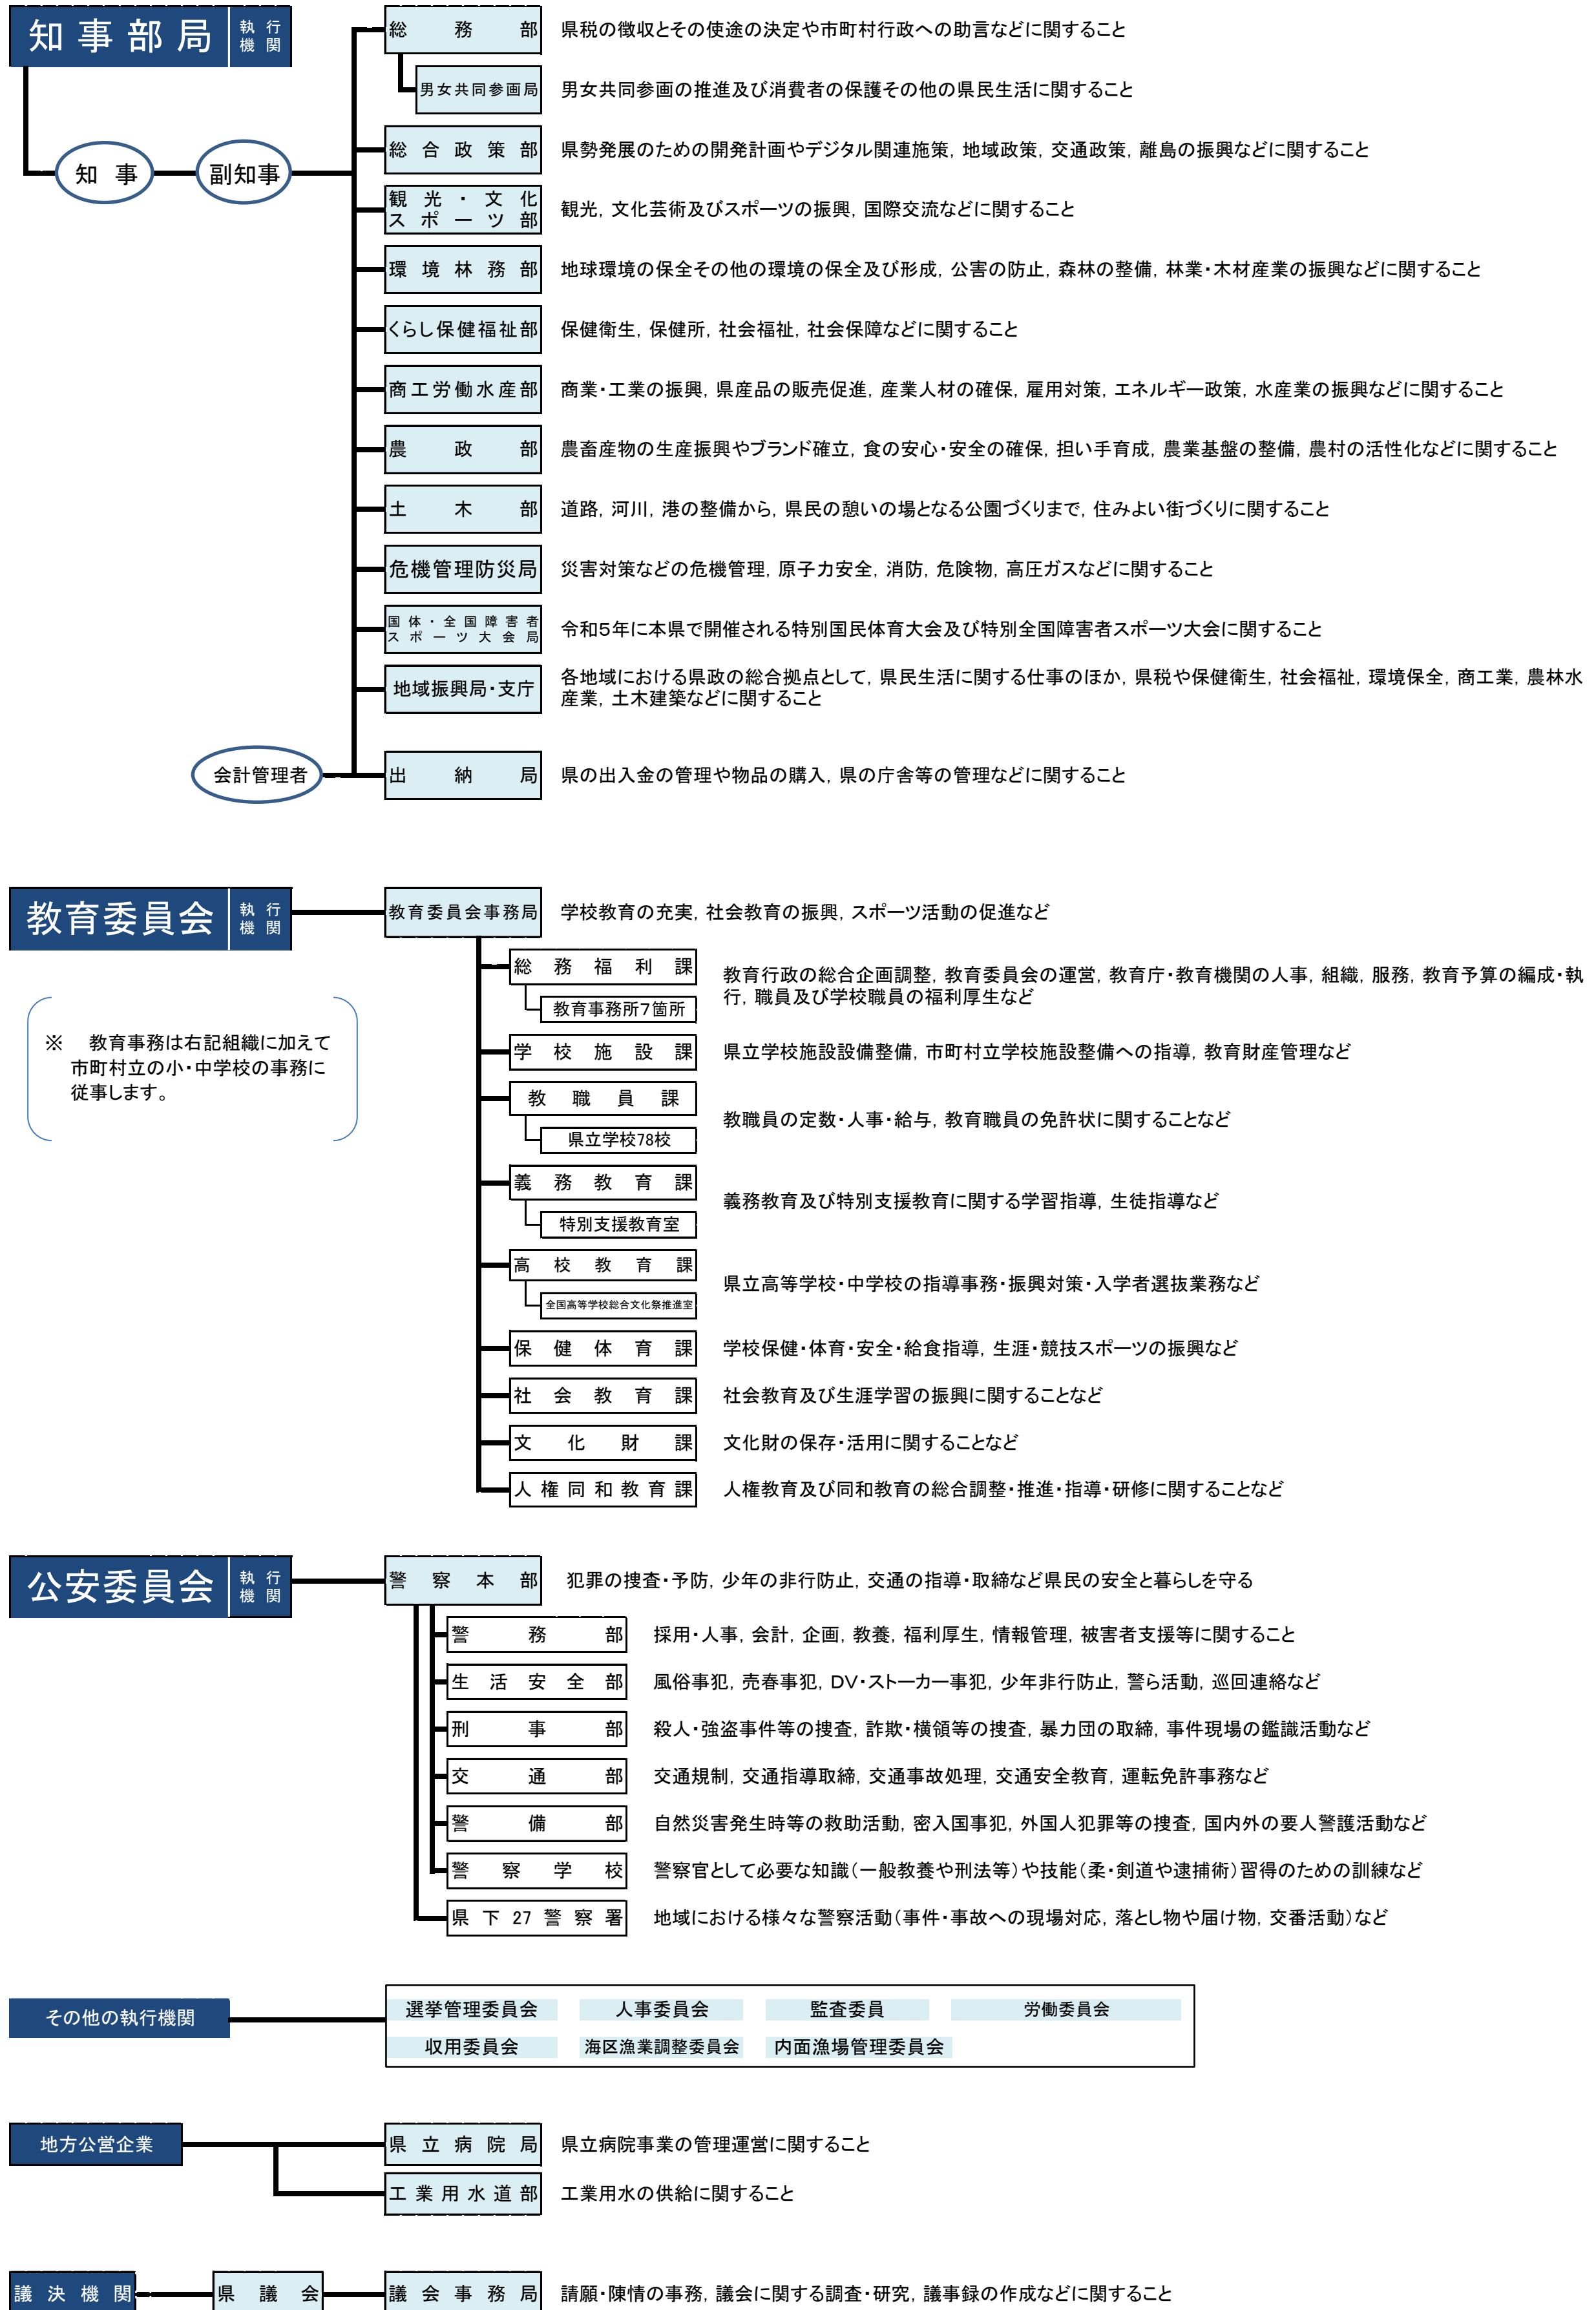 知事部局 執行機関
総務部 県税の徴収とその使途の決定や市町村行政への助言などに関すること
男女共同参画局 男女共同参画の推進及び消費者の保護その他の県民生活に関すること
知事 副知事
総合政策部 県勢発展のための開発計画やデジタル関連施策，地域政策，交通政策，離島の振興などに関すること
観光・文化
スポーツ部 観光，文化芸術及びスポーツの振興，国際交流などに関すること
環境林務部 地球環境の保全その他の環境の保全及び形成，公害の防止，森林の整備，林業・木材産業の振興などに関すること
くらし保健福祉部 保健衛生，保健所，社会福祉，社会保障などに関すること
商工労働水産部 商業・工業の振興，県産品の販売促進，産業人材の確保，雇用対策，エネルギー政策，水産業の振興などに関すること
農政部 農畜産物の生産振興やブランド確立，食の安心・安全の確保，担い手育成，農業基盤の整備，農村の活性化などに関すること
土木部 道路，河川，港の整備から，県民の憩いの場となる公園づくりまで，住みよい街づくりに関すること
危機管理防災局 災害対策などの危機管理，原子力安全，消防，危険物，高圧ガスなどに関すること
国体・全国障害者
スポーツ大会局 令和５年に本県で開催される特別国民体育大会及び特別全国障害者スポーツ大会に関すること
地域振興局・支庁 各地域における県政の総合拠点として，県民生活に関する仕事のほか，県税や保健衛生，社会福祉，環境保全，商工業，農林水
産業，土木建築などに関すること
会計管理者 出納局 県の出入金の管理や物品の購入，県の庁舎等の管理などに関すること
教育委員会 執行機関
教育委員会事務局 学校教育の充実，社会教育の振興，スポーツ活動の促進など
総務福利課
教育事務所７箇所
教育行政の総合企画調整，教育委員会の運営，教育庁・教育機関の人事，組織，服務，教育予算の編成・執
行，職員及び学校職員の福利厚生など
※ 教育事務は右記組織に加えて
市町村立の小・中学校の事務に
従事します。
学校施設課 県立学校施設設備整備，市町村立学校施設整備への指導，教育財産管理など
教職員課
県立学校78校
教職員の定数・人事・給与，教育職員の免許状に関することなど
義務教育課
特別支援教育室
義務教育及び特別支援教育に関する学習指導，生徒指導など
高校教育課
全国高等学校総合文化祭推進室
県立高等学校・中学校の指導事務・振興対策・入学者選抜業務など
保健体育課 学校保健・体育・安全・給食指導，生涯・競技スポーツの振興など
社会教育課 社会教育及び生涯学習の振興に関することなど
文化財課 文化財の保存・活用に関することなど
人権同和教育課 人権教育及び同和教育の総合調整・推進・指導・研修に関することなど
公安委員会 執行機関
警察本部 犯罪の捜査・予防，少年の非行防止，交通の指導・取締など県民の安全と暮らしを守る
警務部 採用・人事，会計，企画，教養，福利厚生，情報管理，被害者支援等に関すること
生活安全部 風俗事犯，売春事犯，ＤＶ・ストーカー事犯，少年非行防止，警ら活動，巡回連絡など
刑事部 殺人・強盗事件等の捜査，詐欺・横領等の捜査，暴力団の取締，事件現場の鑑識活動など
交通部 交通規制，交通指導取締，交通事故処理，交通安全教育，運転免許事務など
警備部 自然災害発生時等の救助活動，密入国事犯，外国人犯罪等の捜査，国内外の要人警護活動など
警察学校 警察官として必要な知識（一般教養や刑法等）や技能（柔・剣道や逮捕術）習得のための訓練など
県下27警察署 地域における様々な警察活動（事件・事故への現場対応，落とし物や届け物，交番活動）など
その他の執行機関
選挙管理委員会 人事委員会 監査委員 労働委員会
収用委員会 海区漁業調整委員会 内面漁場管理委員会
地方公営企業 県立病院局 県立病院事業の管理運営に関すること
工業用水道部 工業用水の供給に関すること
議決機関 県議会 議会事務局 請願・陳情の事務，議会に関する調査・研究，議事録の作成などに関すること